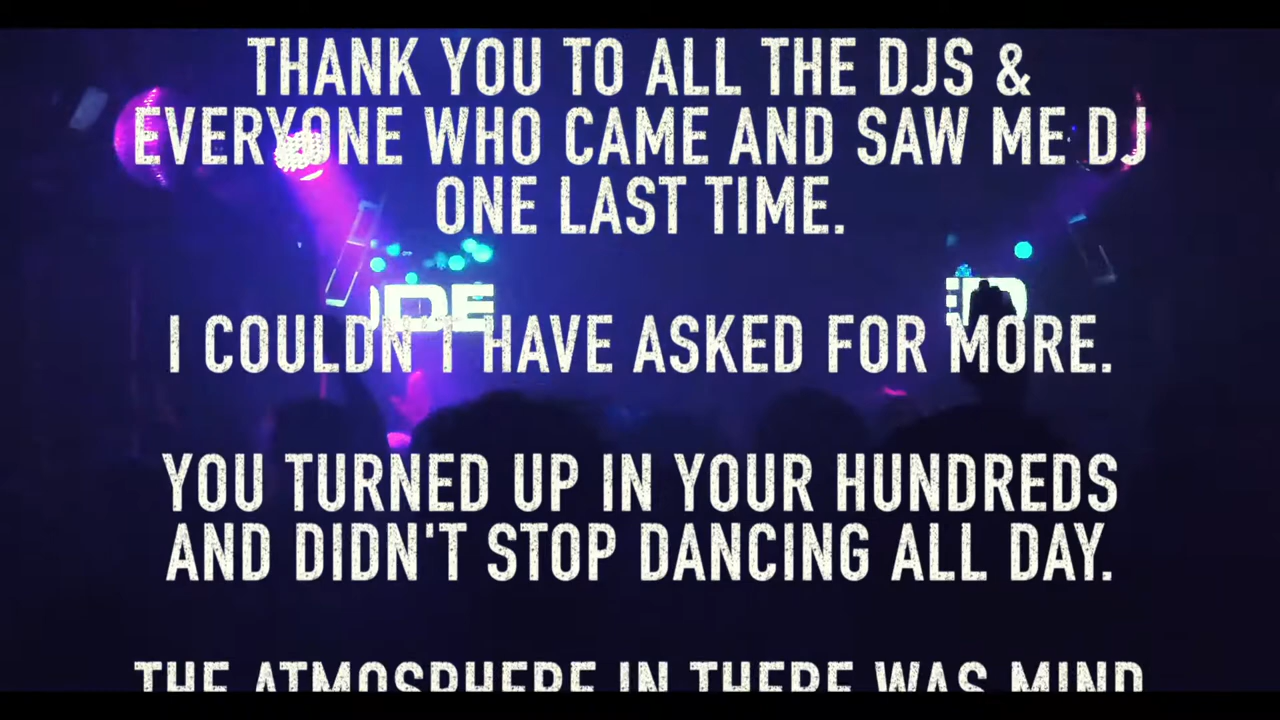 THANK YOU TO ALL THE DJS &
EVERYONE WHO CAME AND SAW ME DJ
ONE LAST TIME.
I COULDN'T HAVE ASKED FOR MORE.
YOU TURNED UP IN YOUR HUNDREDS
AND DIDN'T STOP DANCING ALL DAY.
THE ATMOSPHERE IN THERE WAS MIND